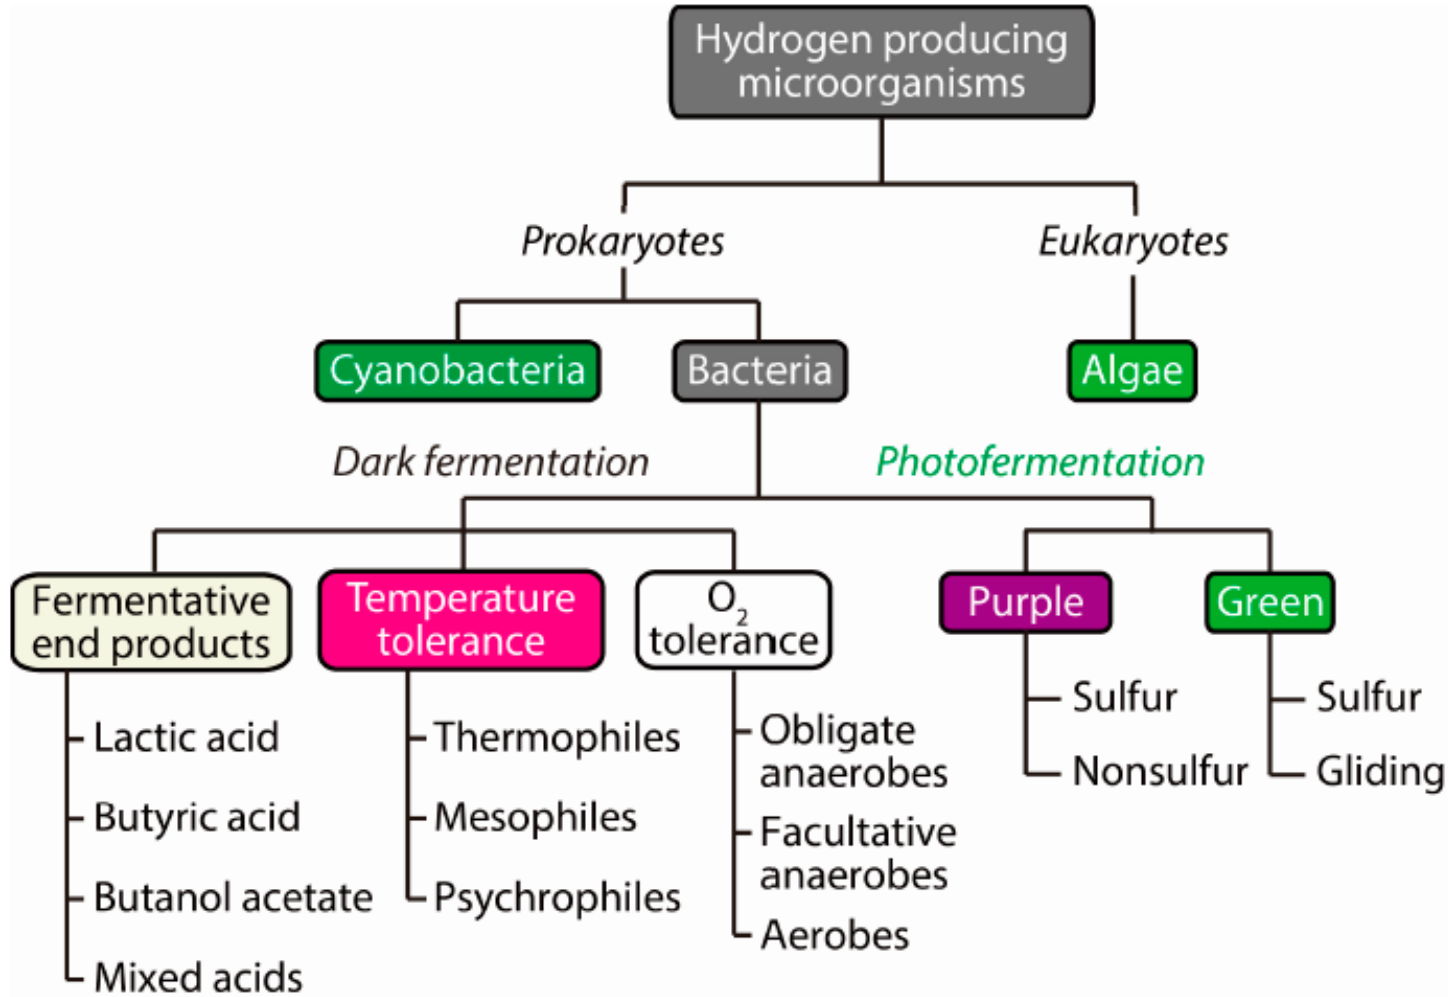 Hydrogen producing
microorganisms
Prokaryotes
Eukaryotes
Cyanobacteria
Bacteria
Algae
Dark fermentation
Photofermentation
Fermentative
end products
Temperature
tolerance
O₂
tolerance
Purple
Green
Lactic acid
Butyric acid
Butanol acetate
Mixed acids
Thermophiles
Mesophiles
Psychrophiles
Obligate
anaerobes
Facultative
anaerobes
Aerobes
Sulfur
Nonsulfur
Sulfur
Gliding